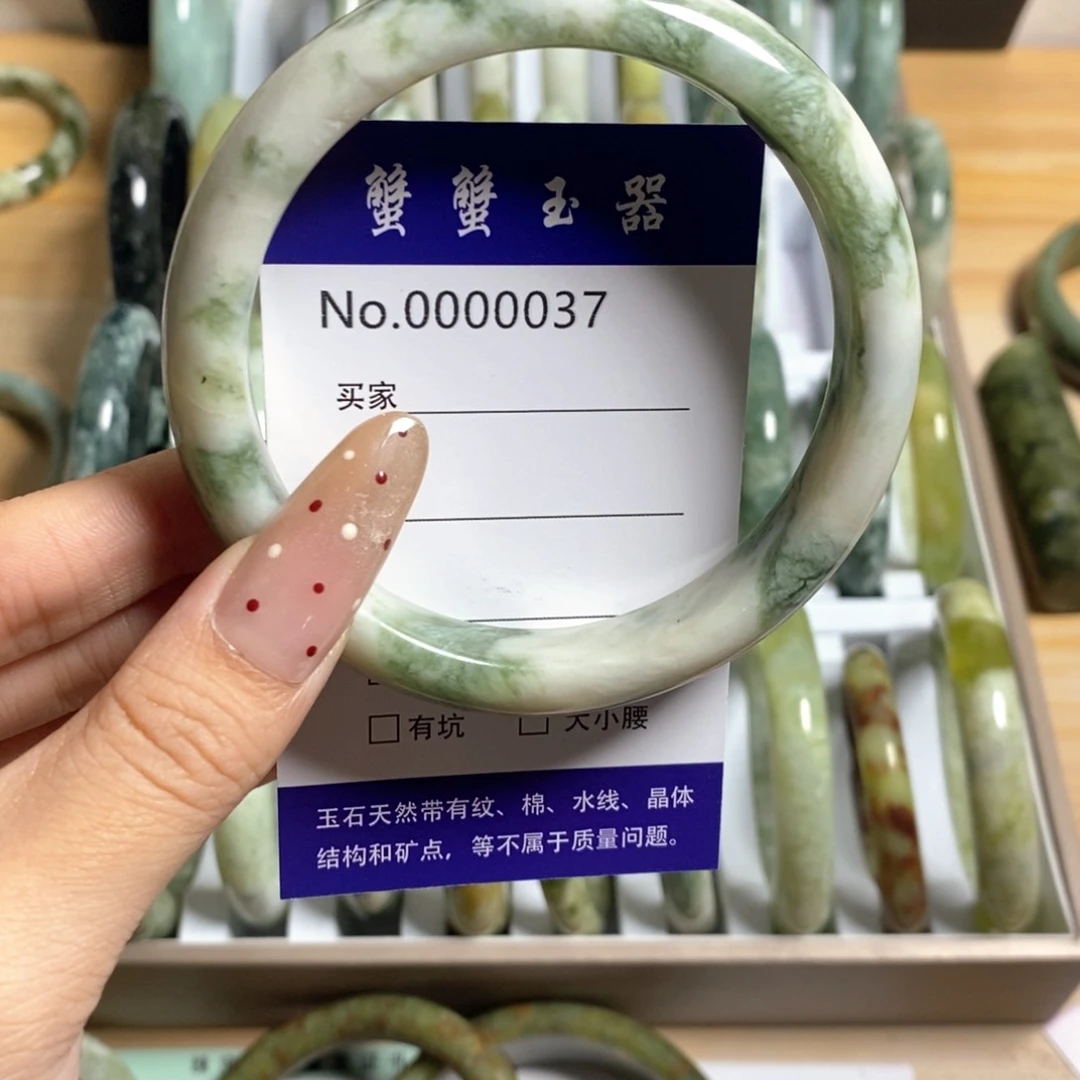 蟹蟹玉器
No.0000037
买家
□有坑 □大小腰
玉石天然带有纹、棉、水线、晶体
结构和矿点，等不属于质量问题。